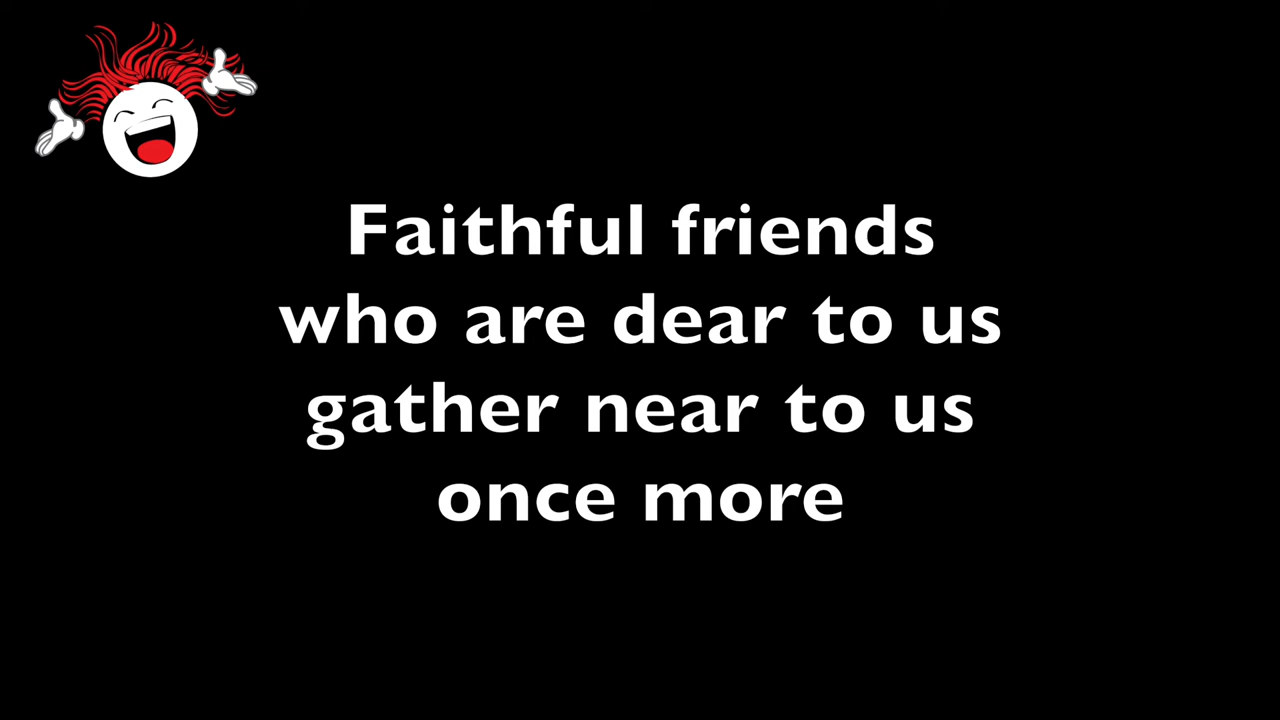 Faithful friends
who are dear to us
gather near to us
once more